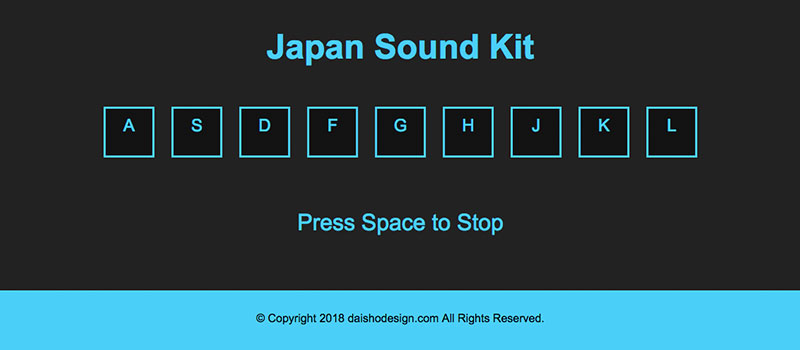 Japan Sound Kit
A S D F G H J K L
Press Space to Stop
© Copyright 2018 daishodesign.com All Rights Reserved.